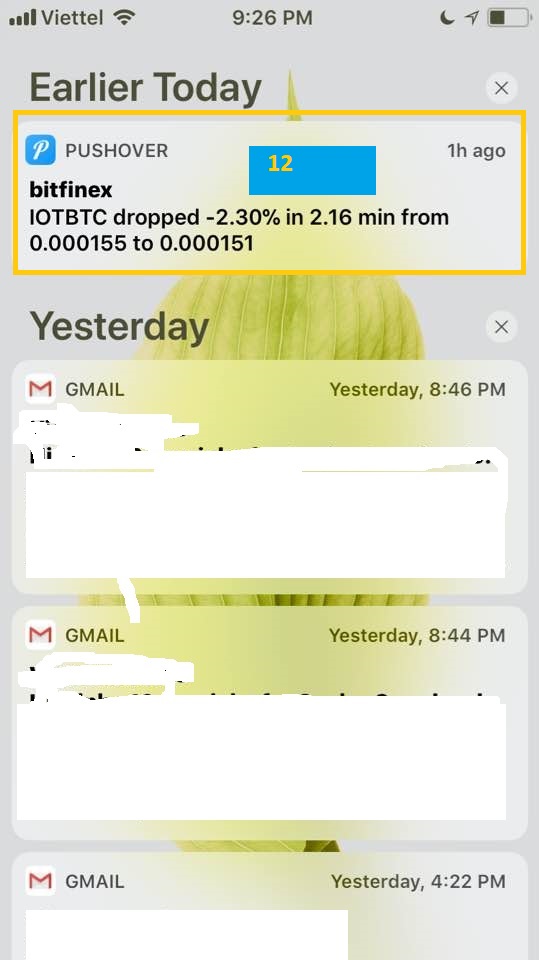 Viettel 9:26 PM
Earlier Today
PUSHOVER 1h ago
12
bitfinex
IOTBTC dropped -2.30% in 2.16 min from
0.000155 to 0.000151
Yesterday
GMAIL Yesterday, 8:46 PM
GMAIL Yesterday, 8:44 PM
GMAIL Yesterday, 4:22 PM